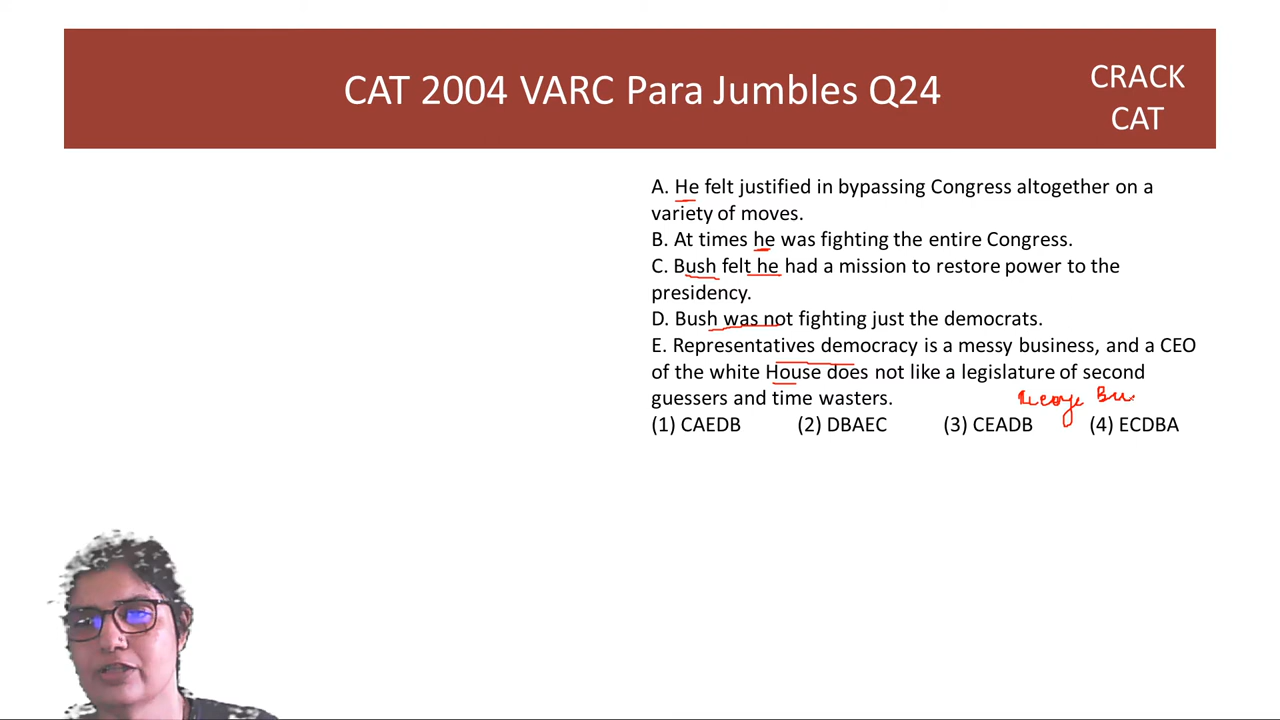 CAT 2004 VARC Para Jumbles Q24
CRACK
CAT
A. He felt justified in bypassing Congress altogether on a
variety of moves.
B. At times he was fighting the entire Congress.
C. Bush felt he had a mission to restore power to the
presidency.
D. Bush was not fighting just the democrats.
E. Representatives democracy is a messy business, and a CEO
of the white House does not like a legislature of second
guessers and time wasters.
George Bu
(1) CAEDB (2) DBAEC (3) CEADB (4) ECDBA